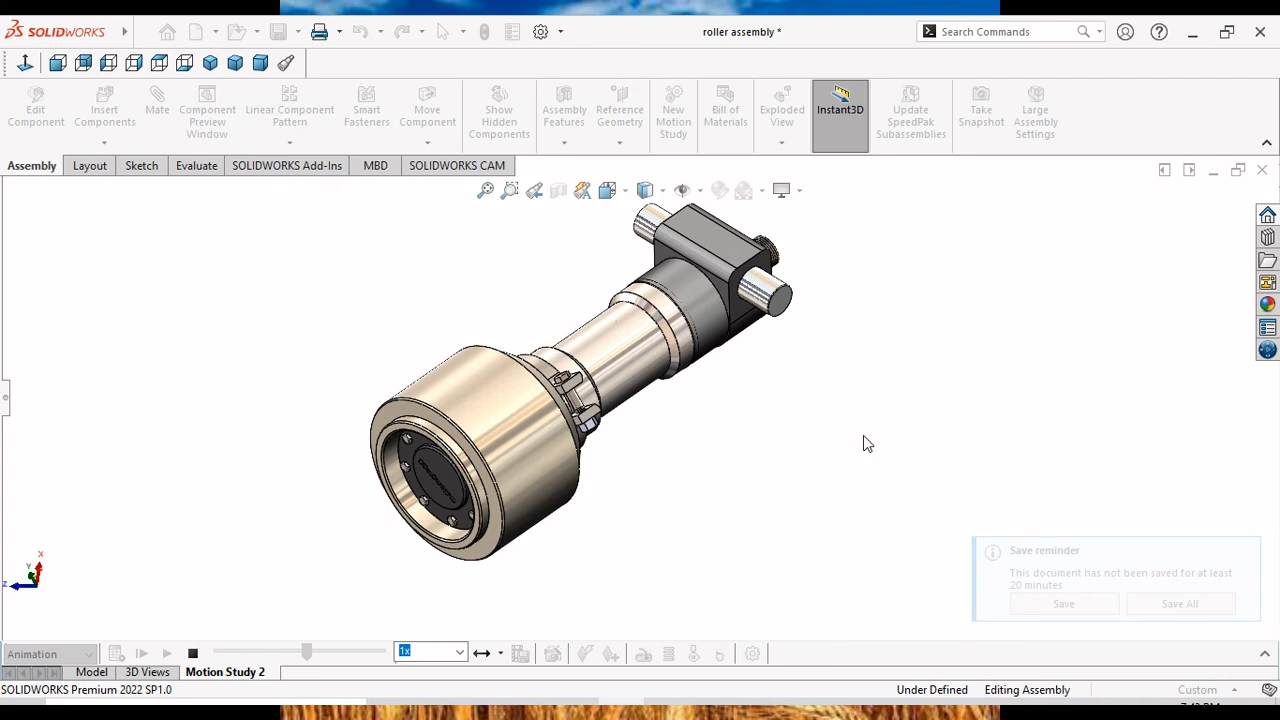 SOLIDWORKS
roller assembly *
Search Commands
Edit Component
Insert Components
Mate
Component Preview Window
Linear Component Pattern
Smart Fasteners
Move Component
Show Hidden Components
Assembly Features
Reference Geometry
New Motion Study
Bill of Materials
Exploded View
Instant3D
Update SpeedPak Subassemblies
Take Snapshot
Large Assembly Settings
Assembly
Layout
Sketch
Evaluate
SOLIDWORKS Add-Ins
MBD
SOLIDWORKS CAM
X
Y
Z
Save reminder
This document has not been saved for at least
20 minutes
Save
Save All
Animation
1x
Model
3D Views
Motion Study 2
SOLIDWORKS Premium 2022 SP1.0
Under Defined
Editing Assembly
Custom